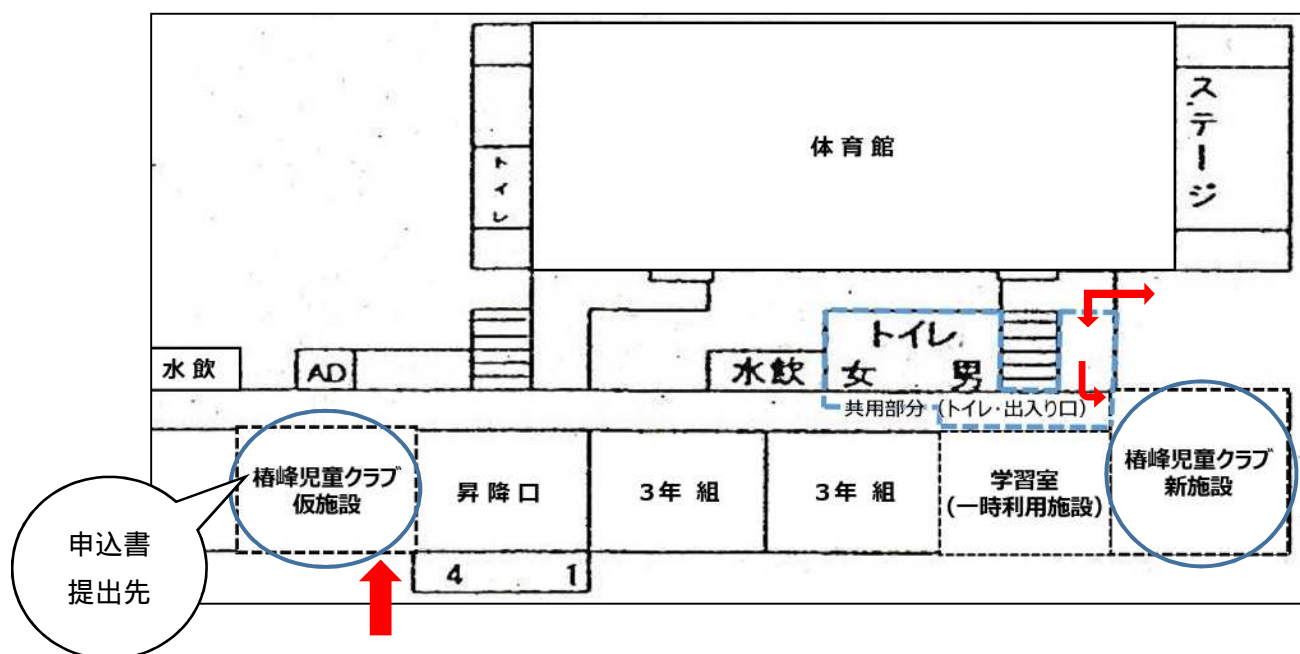 体育館
ステージ
トイレ
トイレ
女 男
水飲
AD
水飲
共用部分 (トイレ・出入り口)
椿峰児童クラブ
仮施設
昇降口
3年 組
3年 組
学習室
(一時利用施設)
椿峰児童クラブ
新施設
申込書
提出先
4 1